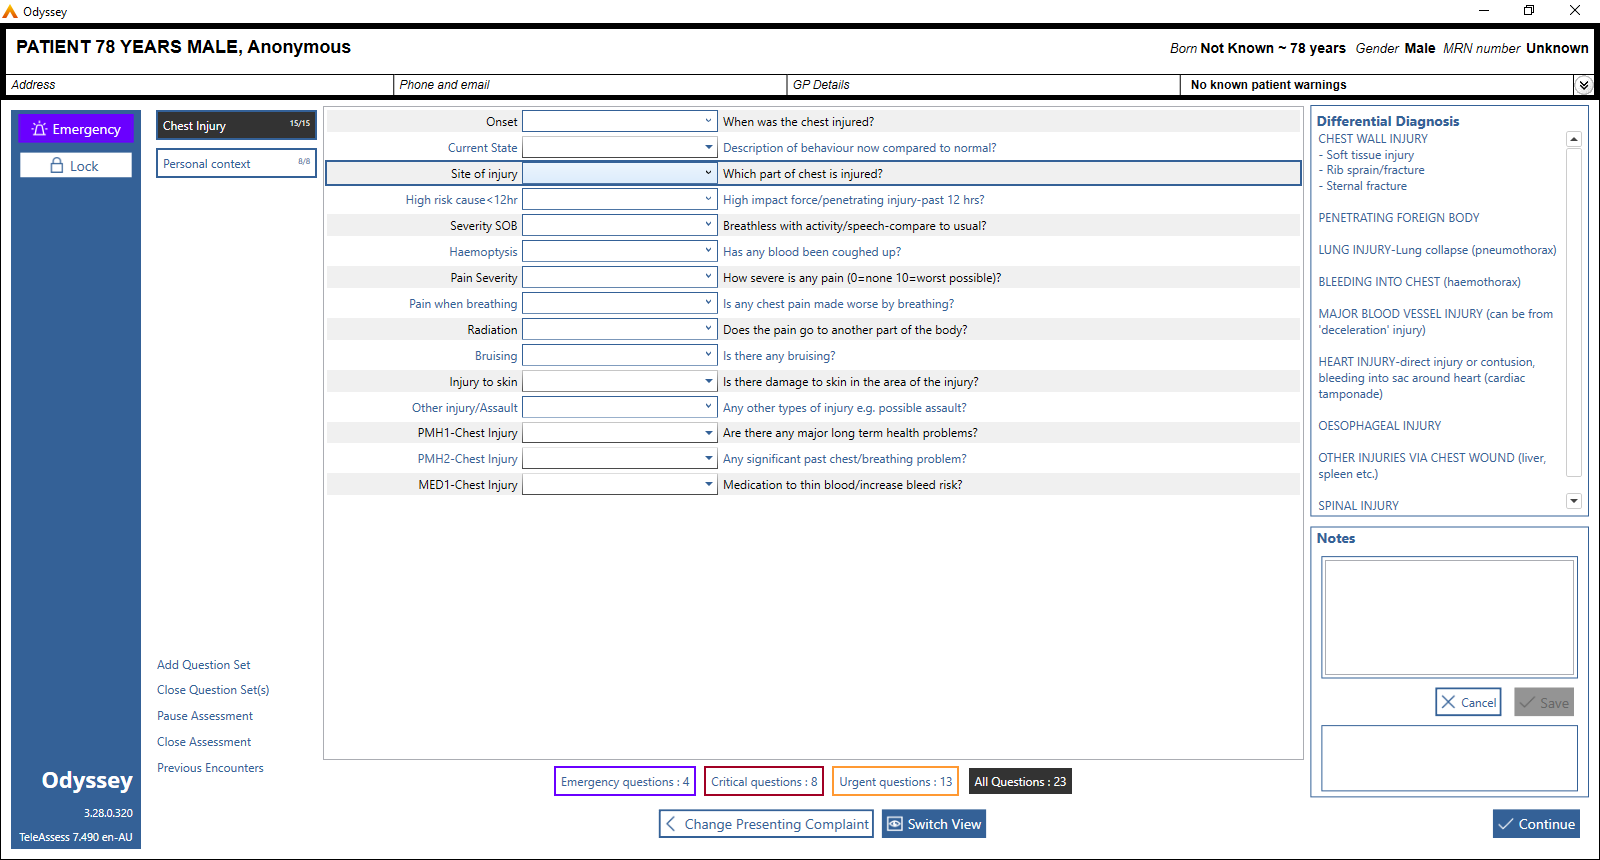 Odyssey
PATIENT 78 YEARS MALE, Anonymous
Born Not Known ~ 78 years Gender Male MRN number Unknown
Address
Phone and email
GP Details
No known patient warnings
Emergency
Lock
Chest Injury 15/15
Personal context 8/8
Onset When was the chest injured?
Current State Description of behaviour now compared to normal?
Site of injury Which part of chest is injured?
High risk cause<12hr High impact force/penetrating injury-past 12 hrs?
Severity SOB Breathless with activity/speech-compare to usual?
Haemoptysis Has any blood been coughed up?
Pain Severity How severe is any pain (0=none 10=worst possible)?
Pain when breathing Is any chest pain made worse by breathing?
Radiation Does the pain go to another part of the body?
Bruising Is there any bruising?
Injury to skin Is there damage to skin in the area of the injury?
Other injury/Assault Any other types of injury e.g. possible assault?
PMH1-Chest Injury Are there any major long term health problems?
PMH2-Chest Injury Any significant past chest/breathing problem?
MED1-Chest Injury Medication to thin blood/increase bleed risk?
Differential Diagnosis
CHEST WALL INJURY
- Soft tissue injury
- Rib sprain/fracture
- Sternal fracture
PENETRATING FOREIGN BODY
LUNG INJURY-Lung collapse (pneumothorax)
BLEEDING INTO CHEST (haemothorax)
MAJOR BLOOD VESSEL INJURY (can be from
'deceleration' injury)
HEART INJURY-direct injury or contusion,
bleeding into sac around heart (cardiac
tamponade)
OESOPHAGEAL INJURY
OTHER INJURIES VIA CHEST WOUND (liver,
spleen etc.)
SPINAL INJURY
Notes
Cancel
Save
Add Question Set
Close Question Set(s)
Pause Assessment
Close Assessment
Previous Encounters
Odyssey
3.28.0.320
TeleAssess 7.490 en-AU
Emergency questions : 4
Critical questions : 8
Urgent questions : 13
All Questions : 23
Change Presenting Complaint
Switch View
Continue